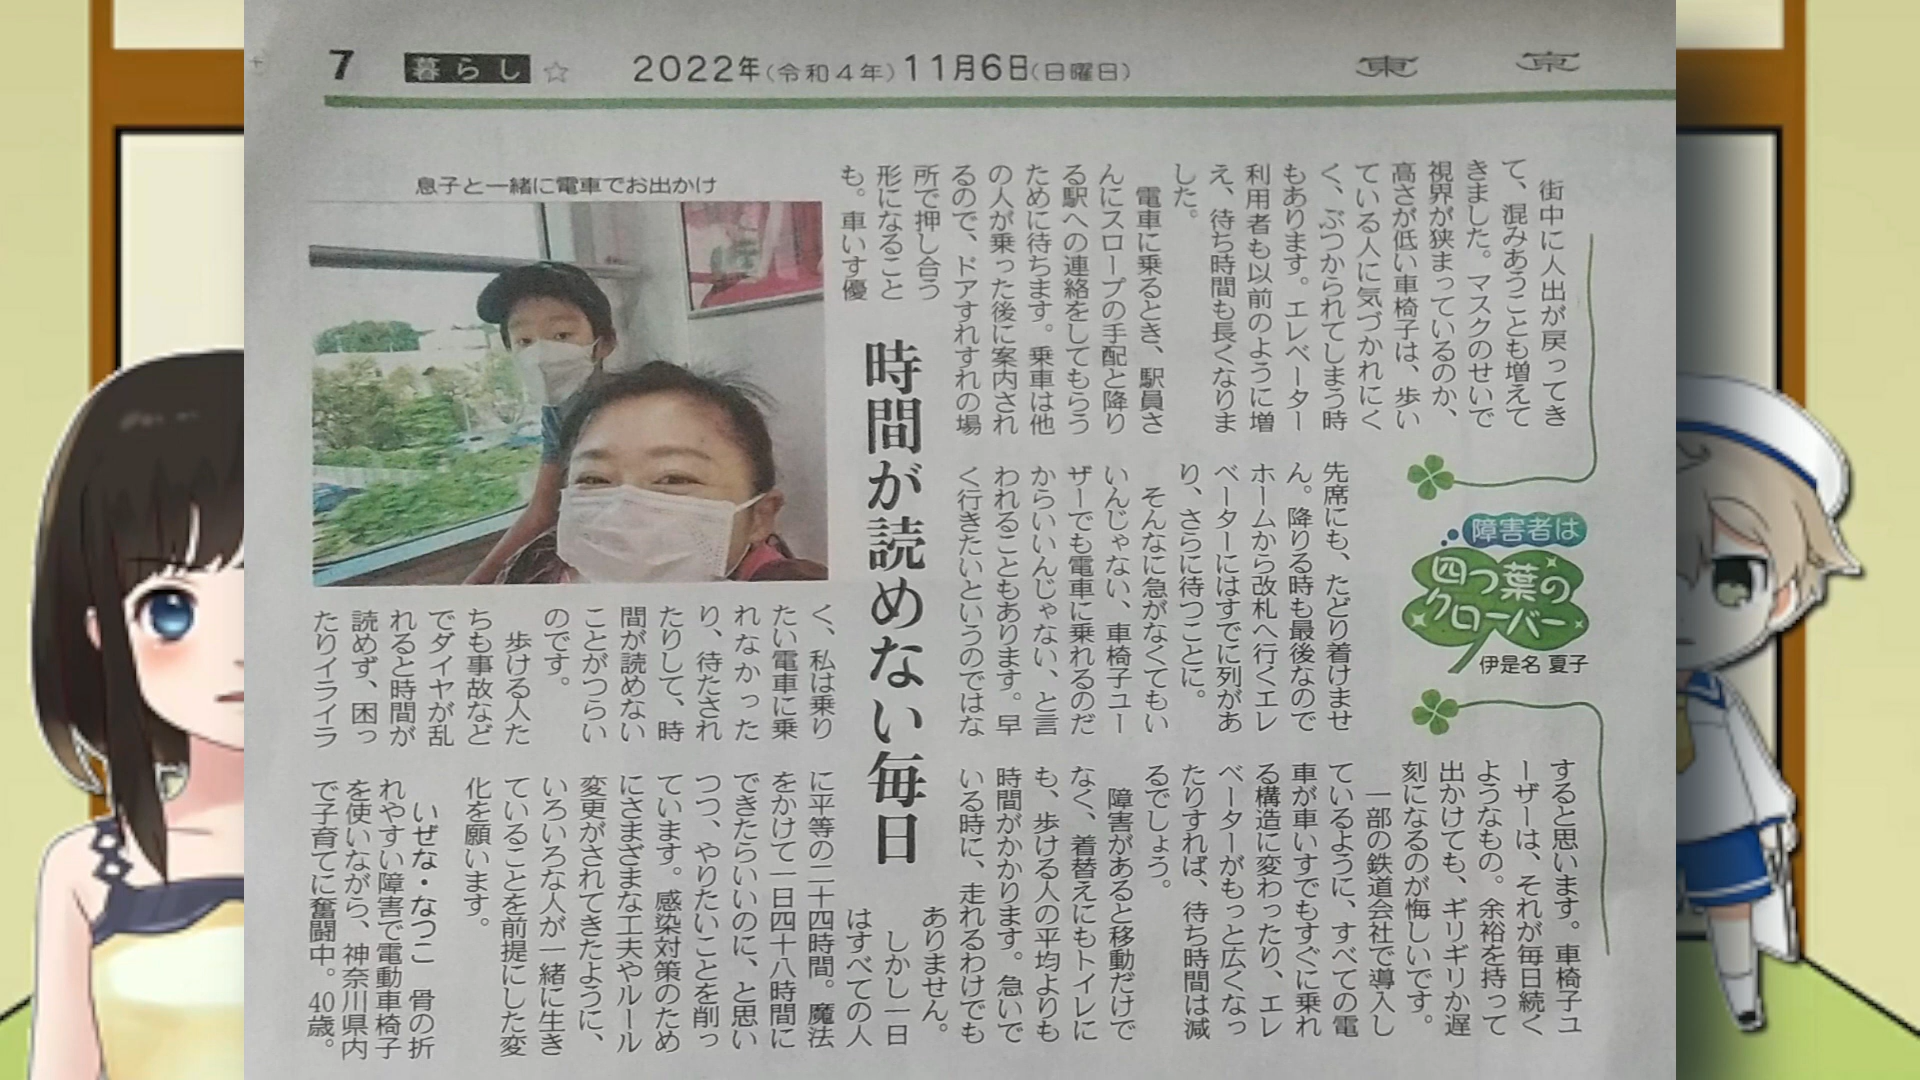 7
暮らし
☆
2022年(令和4年)11月6日(日曜日)
東京
街中に人出が戻ってき
て、混みあうことも増えて
きました。マスクのせいで
視界が狭まっているのか、
高さが低い車椅子は、歩い
ている人に気づかれにく
く、ぶつかられてしまう時
もあります。エレベーター
利用者も以前のように増
え、待ち時間も長くなりま
した。
電車に乗るとき、駅員さ
んにスロープの手配と降り
る駅への連絡をしてもらう
ために待ちます。乗車は他
の人が乗った後に案内され
るので、ドアすれすれの場
所で押し合う
形になること
も。車いす優
障害者は
四つ葉の
クローバー
伊是名 夏子
先席にも、たどり着けませ
ん。降りる時も最後なので
ホームから改札へ行くエレ
ベーターにはすでに列があ
り、さらに待つことに。
そんなに急がなくてもい
いんじゃない、車椅子ユー
ザーでも電車に乗れるのだ
からいいんじゃない、と言
われることもあります。早
く行きたいというのではな
時間が読めない毎日
息子と一緒に電車でお出かけ
く、私は乗り
たい電車に乗
れなかった
り、待たされ
たりして、時
間が読めない
ことがつらい
のです。
歩ける人た
ちも事故など
でダイヤが乱
れると時間が
読めず、困っ
たりイライラ
すると思います。車椅子ユ
ーザーは、それが毎日続く
ようなもの。余裕を持って
出かけても、ギリギリか遅
刻になるのが悔しいです。
一部の鉄道会社で導入し
ているように、すべての電
車が車いすでもすぐに乗れ
る構造に変わったり、エレ
ベーターがもっと広くなっ
たりすれば、待ち時間は減
るでしょう。
障害があると移動だけで
なく、着替えにもトイレに
も、歩ける人の平均よりも
時間がかかります。急いで
いる時に、走れるわけでも
ありません。
しかし一日
はすべての人
に平等の二十四時間。魔法
をかけて一日四十八時間に
できたらいいのに、と思い
つつ、やりたいことを削っ
ています。感染対策のため
にさまざまな工夫やルール
変更がされてきたように、
いろいろな人が一緒に生き
ていることを前提にした変
化を願います。
いぜな・なつこ 骨の折
れやすい障害で電動車椅子
を使いながら、神奈川県内
で子育てに奮闘中。40歳。